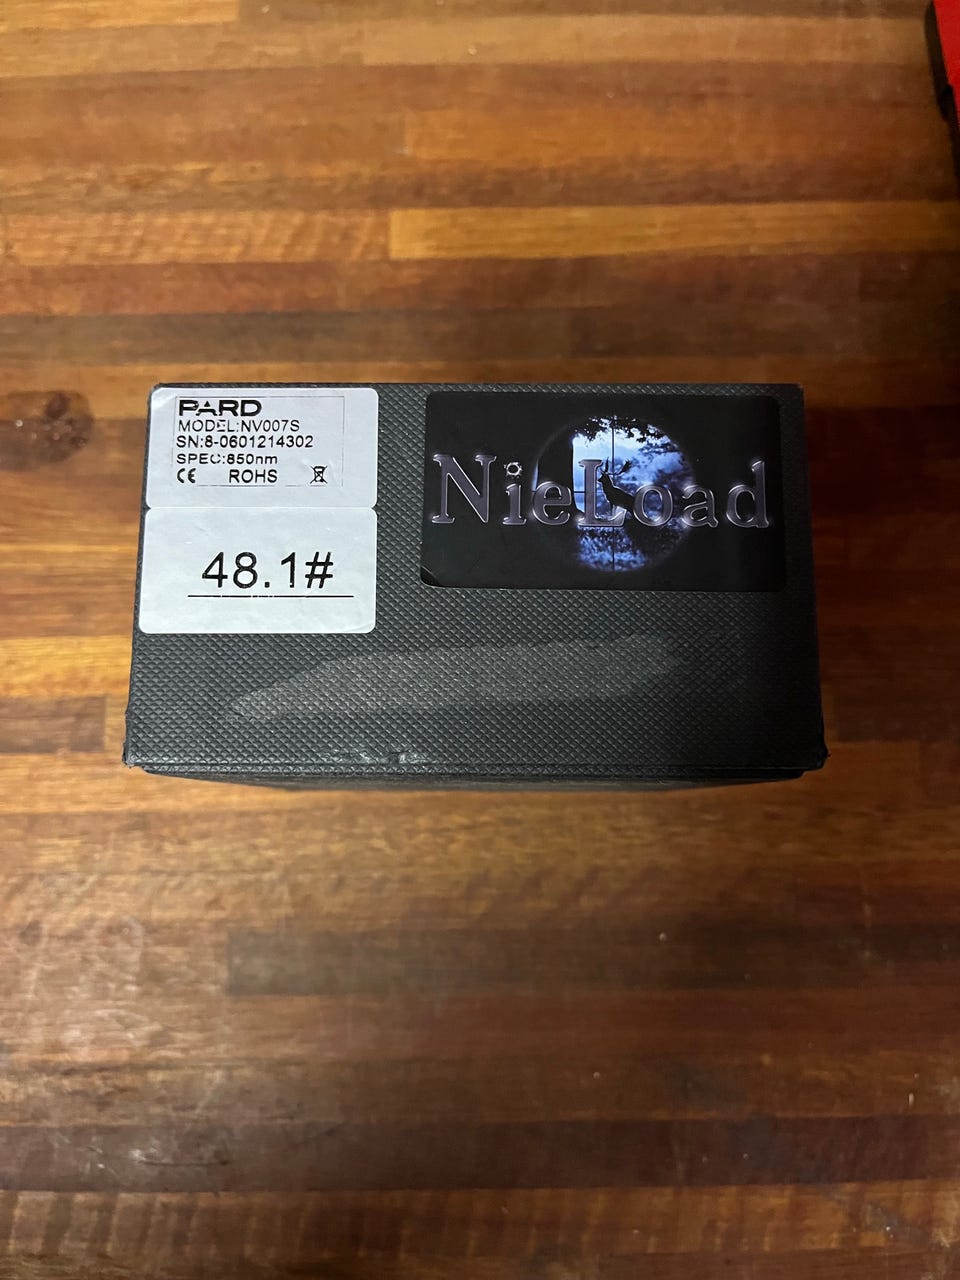 PARD
MODEL:NV007S
SN:8-0601214302
SPEC:850nm
CE ROHS
48.1#
NieLoad